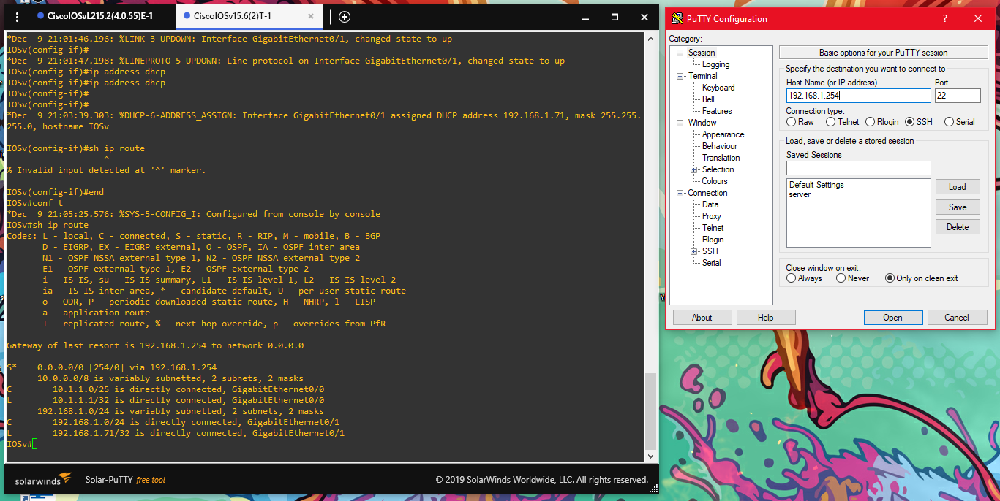 CiscoIOSvL215.2(4.0.55)E-1
CiscoIOSv15.6(2)T-1
*Dec  9 21:01:46.196: %LINK-3-UPDOWN: Interface GigabitEthernet0/1, changed state to up
IOSv(config-if)#
*Dec  9 21:01:47.198: %LINEPROTO-5-UPDOWN: Line protocol on Interface GigabitEthernet0/1, changed state to up
IOSv(config-if)#ip address dhcp
IOSv(config-if)#ip address dhcp
IOSv(config-if)#
IOSv(config-if)#
*Dec  9 21:03:39.303: %DHCP-6-ADDRESS_ASSIGN: Interface GigabitEthernet0/1 assigned DHCP address 192.168.1.71, mask 255.255.
255.0, hostname IOSv
IOSv(config-if)#sh ip route
^
% Invalid input detected at '^' marker.
IOSv(config-if)#end
IOSv#conf t
*Dec  9 21:05:25.576: %SYS-5-CONFIG_I: Configured from console by console
IOSv#sh ip route
Codes: L - local, C - connected, S - static, R - RIP, M - mobile, B - BGP
D - EIGRP, EX - EIGRP external, O - OSPF, IA - OSPF inter area
N1 - OSPF NSSA external type 1, N2 - OSPF NSSA external type 2
E1 - OSPF external type 1, E2 - OSPF external type 2
i - IS-IS, su - IS-IS summary, L1 - IS-IS level-1, L2 - IS-IS level-2
ia - IS-IS inter area, * - candidate default, U - per-user static route
o - ODR, P - periodic downloaded static route, H - NHRP, l - LISP
a - application route
+ - replicated route, % - next hop override, p - overrides from PfR
Gateway of last resort is 192.168.1.254 to network 0.0.0.0
S*    0.0.0.0/0 [254/0] via 192.168.1.254
10.0.0.0/8 is variably subnetted, 2 subnets, 2 masks
C        10.1.1.0/25 is directly connected, GigabitEthernet0/0
L        10.1.1.1/32 is directly connected, GigabitEthernet0/0
192.168.1.0/24 is variably subnetted, 2 subnets, 2 masks
C        192.168.1.0/24 is directly connected, GigabitEthernet0/1
L        192.168.1.71/32 is directly connected, GigabitEthernet0/1
IOSv#
solarwinds
Solar-PuTTY free tool
© 2019 SolarWinds Worldwide, LLC. All rights reserved.
PuTTY Configuration
?
Category:
Session
Logging
Terminal
Keyboard
Bell
Features
Window
Appearance
Behaviour
Translation
Selection
Colours
Connection
Data
Proxy
Telnet
Rlogin
SSH
Serial
Basic options for your PuTTY session
Specify the destination you want to connect to
Host Name (or IP address) Port
192.168.1.254 22
Connection type:
Raw Telnet Rlogin SSH Serial
Load, save or delete a stored session
Saved Sessions
Default Settings
server
Load
Save
Delete
Close window on exit:
Always Never Only on clean exit
About Help Open Cancel